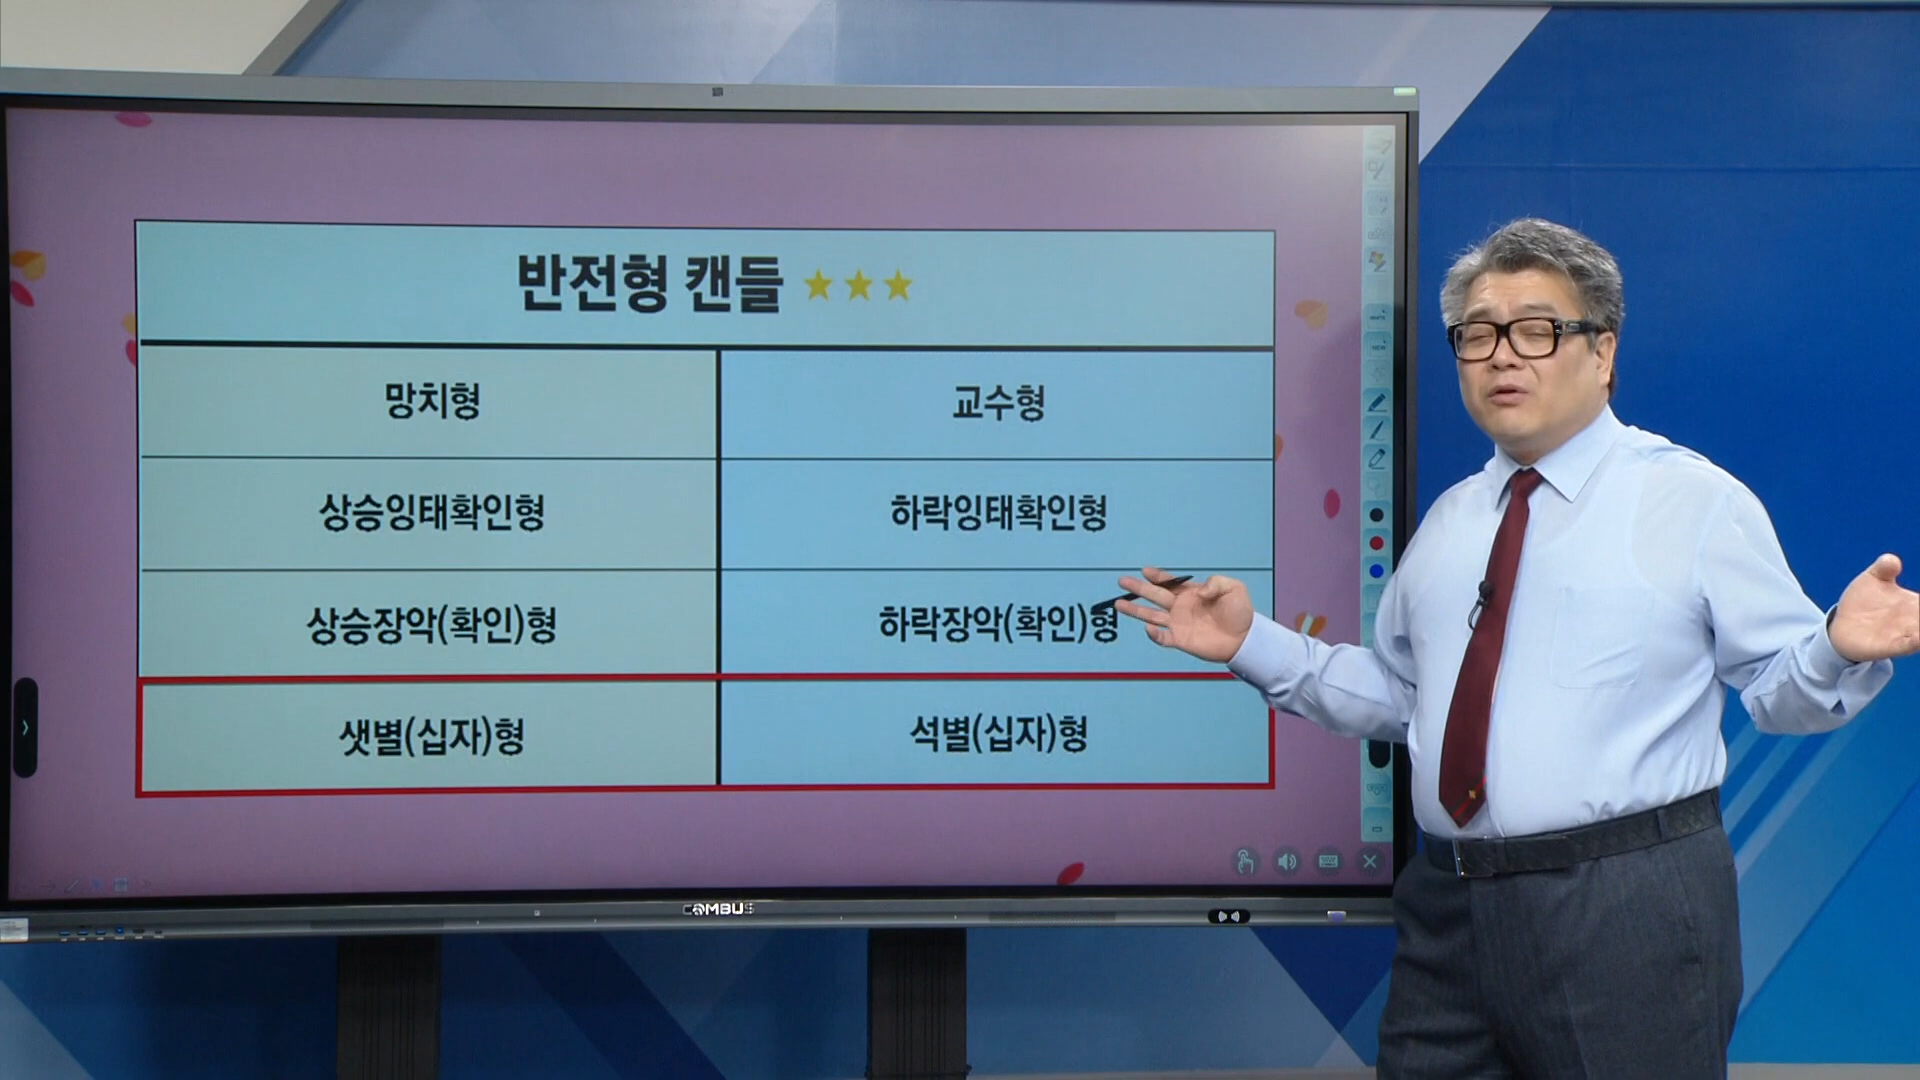 반전형 캔들 ★★★
망치형
교수형
상승잉태확인형
하락잉태확인형
상승장악(확인)형
하락장악(확인)형
샛별(십자)형
석별(십자)형
COMBUS